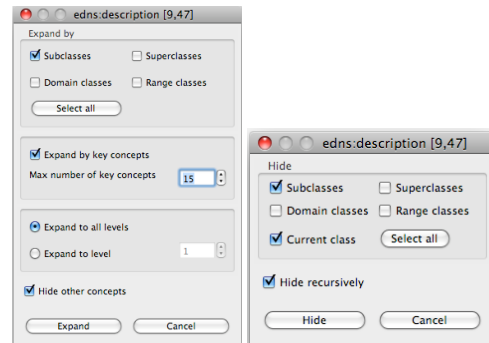 edns:description [9,47]
Expand by
Subclasses Superclasses
Domain classes Range classes
Select all
Expand by key concepts
Max number of key concepts 15
Expand to all levels
Expand to level 1
Hide other concepts
Expand Cancel
edns:description [9,47]
Hide
Subclasses Superclasses
Domain classes Range classes
Current class Select all
Hide recursively
Hide Cancel